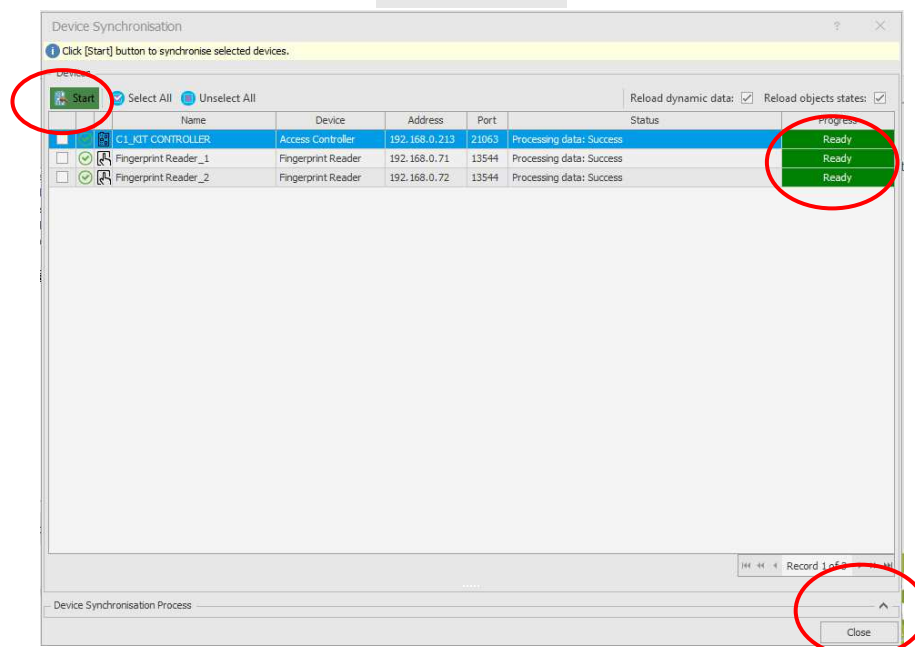 Device Synchronisation
Click [Start] button to synchronise selected devices.
Devices
Start Select All Unselect All Reload dynamic data: Reload objects states:
Name Device Address Port Status Progress
C1_KIT CONTROLLER Access Controller 192.168.0.213 21063 Processing data: Success Ready
Fingerprint Reader_1 Fingerprint Reader 192.168.0.71 13544 Processing data: Success Ready
Fingerprint Reader_2 Fingerprint Reader 192.168.0.72 13544 Processing data: Success Ready
Record 1 of 3
Device Synchronisation Process
Close